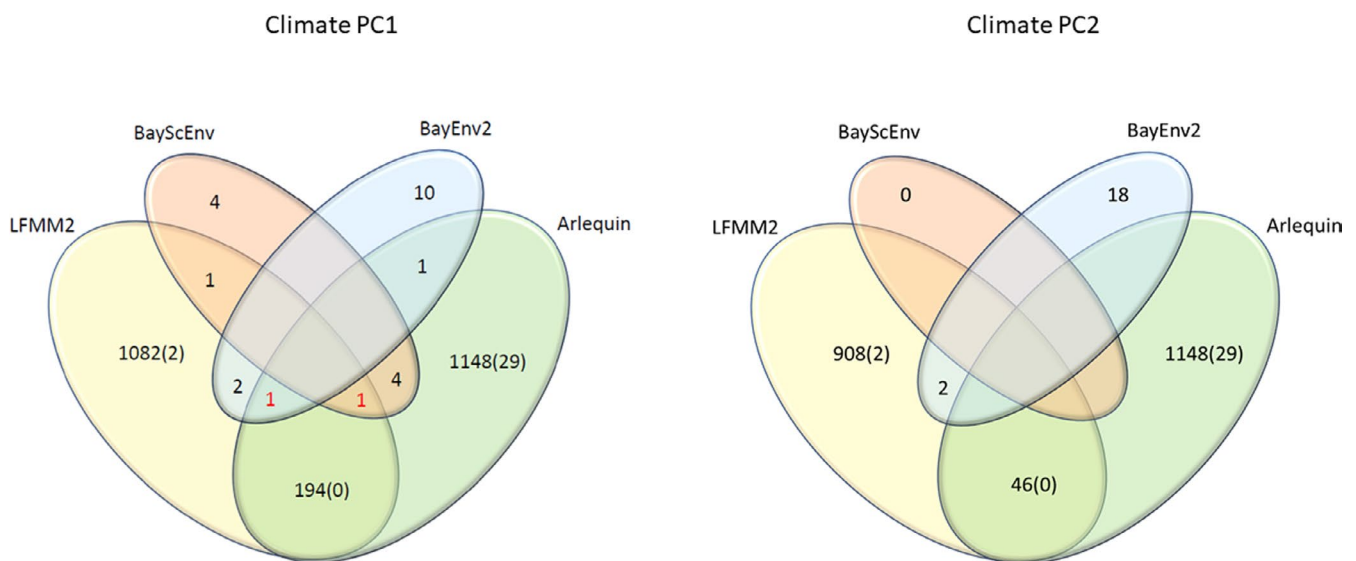 Climate PC1
BayScEnv
BayEnv2
LFMM2
Arlequin
4
10
1
1
1082(2)
1148(29)
2
1
1
4
194(0)
Climate PC2
BayScEnv
BayEnv2
LFMM2
Arlequin
0
18
908(2)
1148(29)
2
46(0)